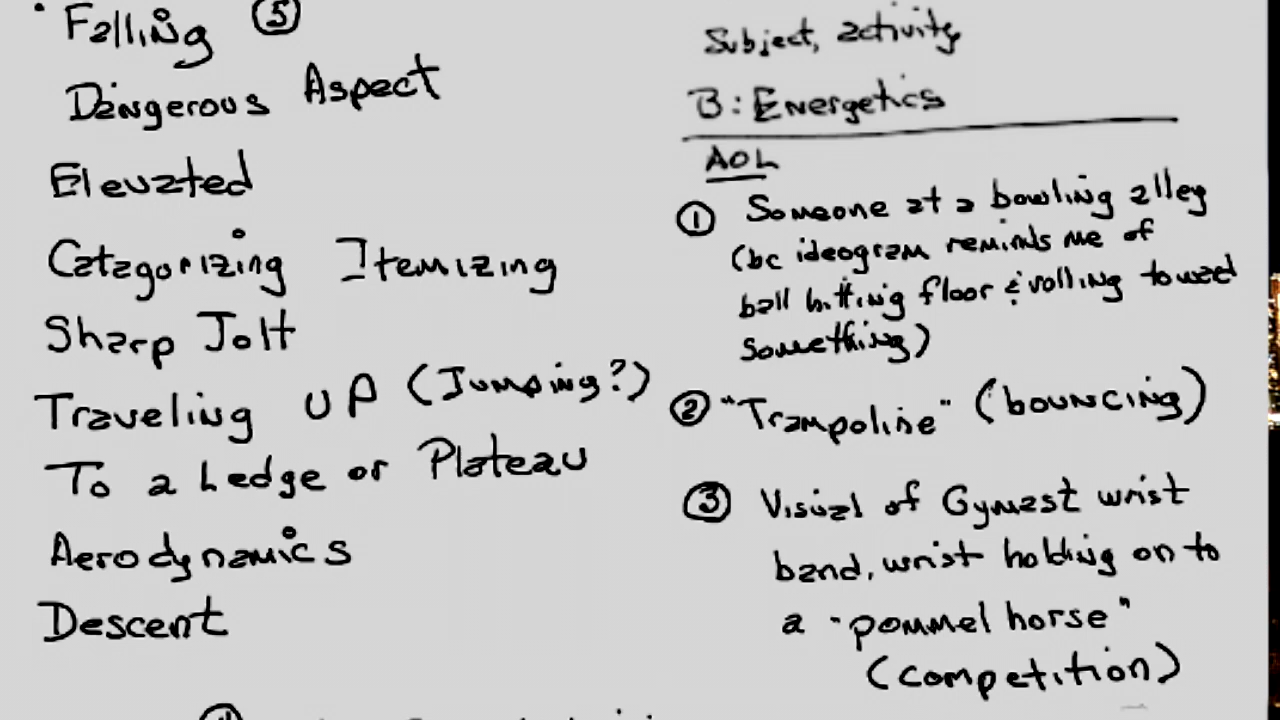 Falling ⑤
Dangerous Aspect
Elevated
Categorizing Itemizing
Sharp Jolt
Traveling UP (Jumping?)
To a Ledge or Plateau
Aerodynamics
Descent
Subject, activity
B: Energetics
AOL
① Someone at a bowling alley
(bc ideogram reminds me of
ball hitting floor & rolling toward
something)
② "Trampoline" (bouncing)
③ Visual of Gymnast wrist
band, wrist holding on to
a "pommel horse"
(competition)